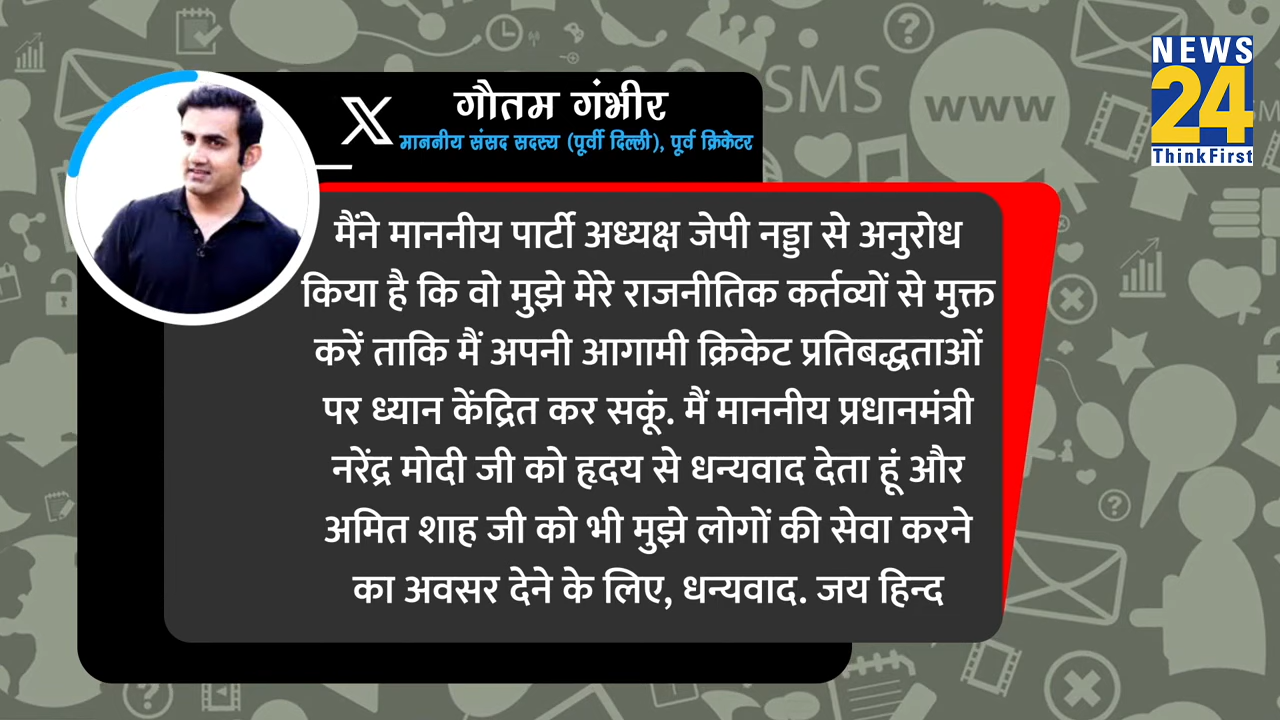 NEWS
24
ThinkFirst
SMS
www
गौतम गंभीर
माननीय संसद सदस्य (पूर्वी दिल्ली), पूर्व क्रिकेटर
मैंने माननीय पार्टी अध्यक्ष जेपी नड्डा से अनुरोध
किया है कि वो मुझे मेरे राजनीतिक कर्तव्यों से मुक्त
करें ताकि मैं अपनी आगामी क्रिकेट प्रतिबद्धताओं
पर ध्यान केंद्रित कर सकूं. मैं माननीय प्रधानमंत्री
नरेंद्र मोदी जी को हृदय से धन्यवाद देता हूं और
अमित शाह जी को भी मुझे लोगों की सेवा करने
का अवसर देने के लिए, धन्यवाद. जय हिन्द